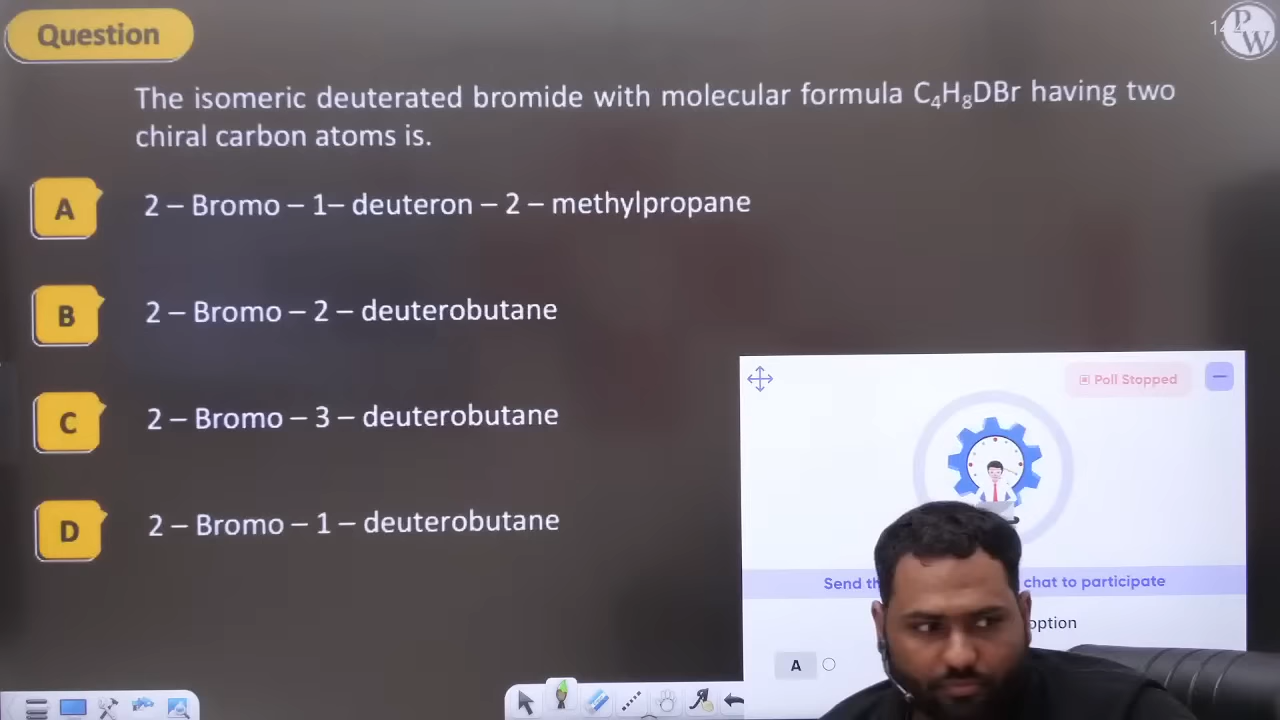 Question
The isomeric deuterated bromide with molecular formula C₄H₈DBr having two
chiral carbon atoms is.
A 2 – Bromo – 1– deuteron – 2 – methylpropane
B 2 – Bromo – 2 – deuterobutane
C 2 – Bromo – 3 – deuterobutane
D 2 – Bromo – 1 – deuterobutane
PW
Poll Stopped
Send chat to participate
option
A